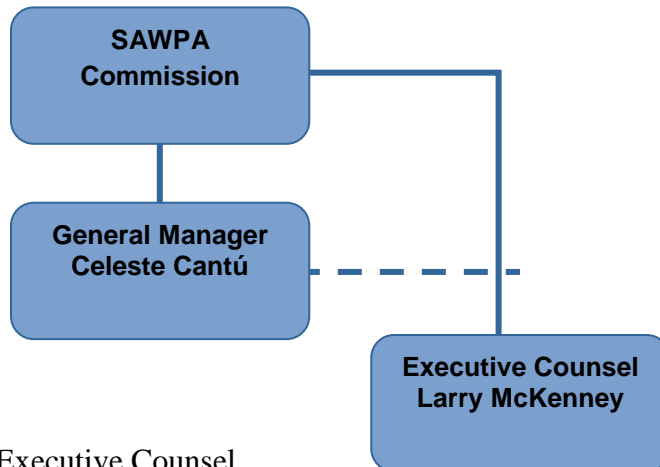 SAWPA
Commission
General Manager
Celeste Cantú
Executive Counsel
Larry McKenney
Executive Counsel